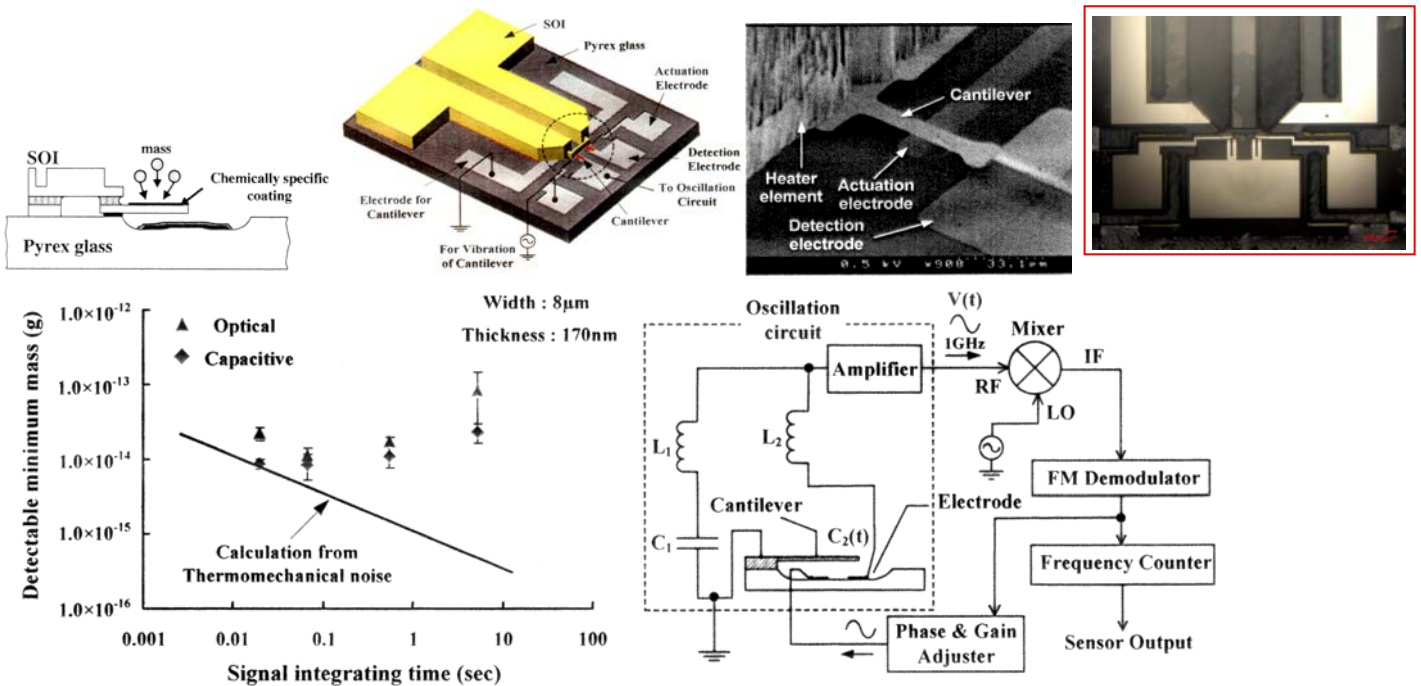 SOI
mass
Chemically specific
coating
Pyrex glass
SOI
Pyrex glass
Actuation
Electrode
Detection
Electrode
To Oscillation
Circuit
Cantilever
Electrode for
Cantilever
For Vibration
of Cantilever
Cantilever
Heater
element
Actuation
electrode
Detection
electrode
0.5 kV ×908 33.1µm
Detectable minimum mass (g)
1.0×10⁻¹²
1.0×10⁻¹³
1.0×10⁻¹⁴
1.0×10⁻¹⁵
1.0×10⁻¹⁶
Optical
Capacitive
Width : 8µm
Thickness : 170nm
Calculation from
Thermomechanical noise
0.001 0.01 0.1 1 10 100
Signal integrating time (sec)
Oscillation
circuit
V(t)
1GHz
Mixer
Amplifier
RF
IF
LO
L₁
L₂
FM Demodulator
Cantilever
Electrode
C₁
C₂(t)
Frequency Counter
Phase & Gain
Adjuster
Sensor Output